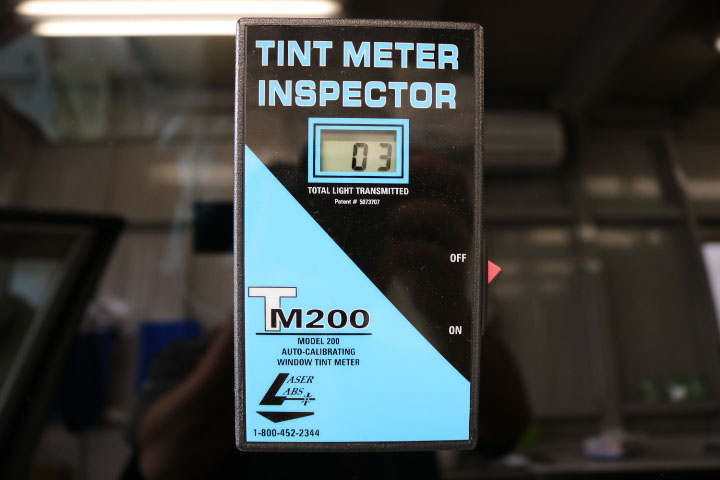 TINT METER
INSPECTOR
03
TOTAL LIGHT TRANSMITTED
Patent # 5073707
OFF
ON
TM200
MODEL 200
AUTO-CALIBRATING
WINDOW TINT METER
LASER
LABS
1-800-452-2344